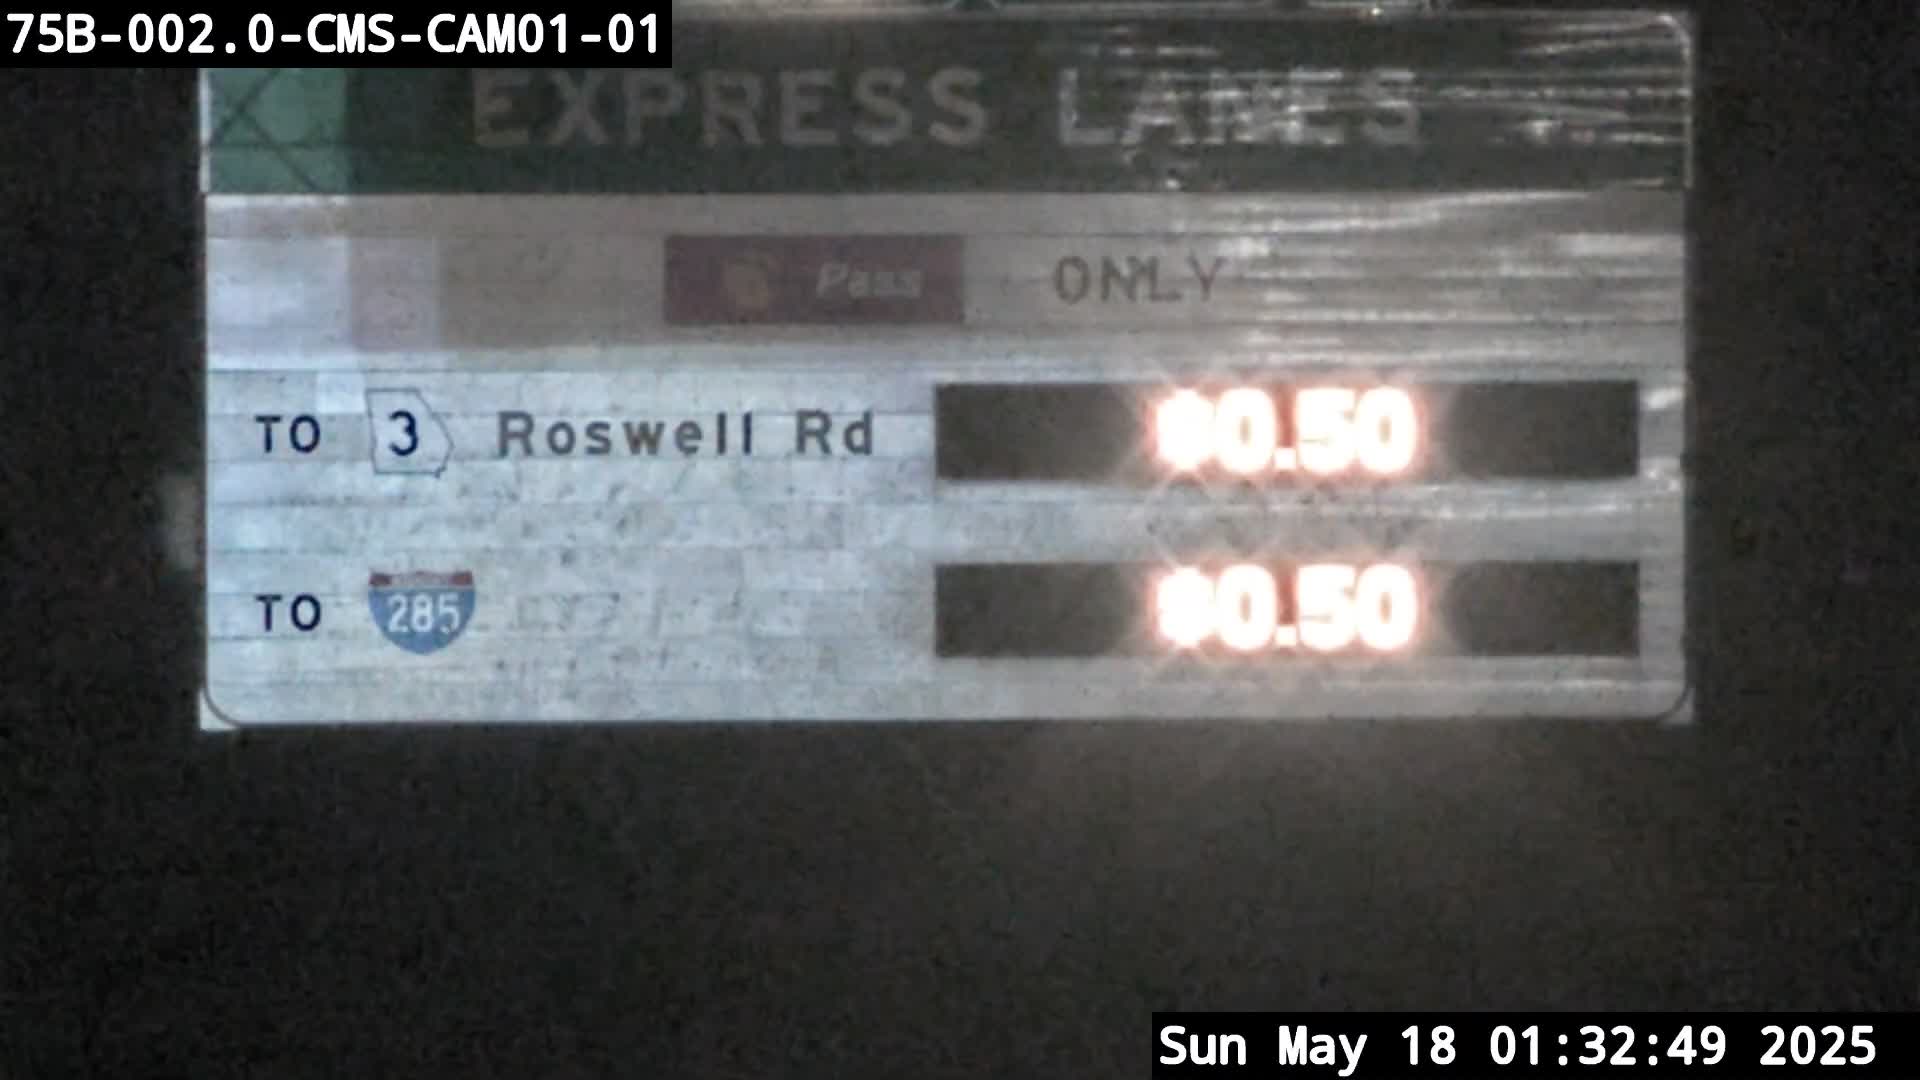 75B-002.0-CMS-CAM01-01
EXPRESS LANES
Pass ONLY
TO 3 Roswell Rd $0.50
TO 285 $0.50
Sun May 18 01:32:49 2025